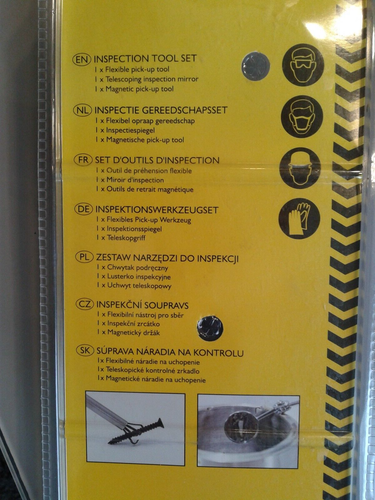 EN INSPECTION TOOL SET
1 x Flexible pick-up tool
1 x Telescoping inspection mirror
1 x Magnetic pick-up tool
NL INSPECTIE GEREEDSCHAPSSET
1 x Flexibel opraap gereedschap
1 x Inspectiespiegel
1 x Magnetische pick-up tool
FR SET D'OUTILS D'INSPECTION
1 x Outil de préhension flexible
1 x Miroir d'inspection
1 x Outils de retrait magnétique
DE INSPEKTIONSWERKZEUGSET
1 x Flexibles Pick-up Werkzeug
1 x Inspektionsspiegel
1 x Teleskopgriff
PL ZESTAW NARZĘDZI DO INSPEKCJI
1 x Chwytak podręczny
1 x Lusterko inspekcyjne
1 x Uchwyt teleskopowy
CZ INSPEKČNÍ SOUPRAVS
1 x Flexibilní nástroj pro sběr
1 x Inspekční zrcátko
1 x Magnetický držák
SK SÚPRAVA NÁRADIA NA KONTROLU
1 x Flexibilné náradie na uchopenie
1x Teleskopické kontrolné zrkadlo
1x Magnetické náradie na uchopenie